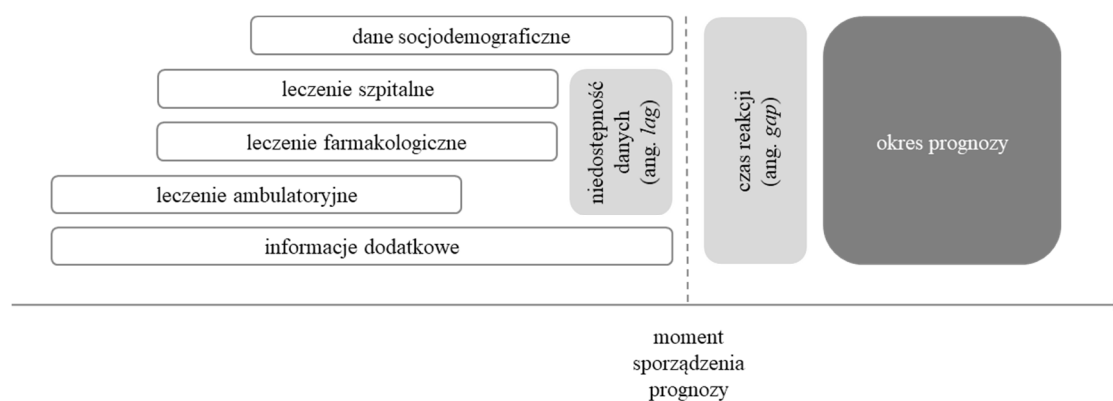 dane socjodemograficzne
leczenie szpitalne
leczenie farmakologiczne
leczenie ambulatoryjne
informacje dodatkowe
niedostępność
danych
(ang. lag)
czas reakcji
(ang. gap)
okres prognozy
moment
sporządzenia
prognozy